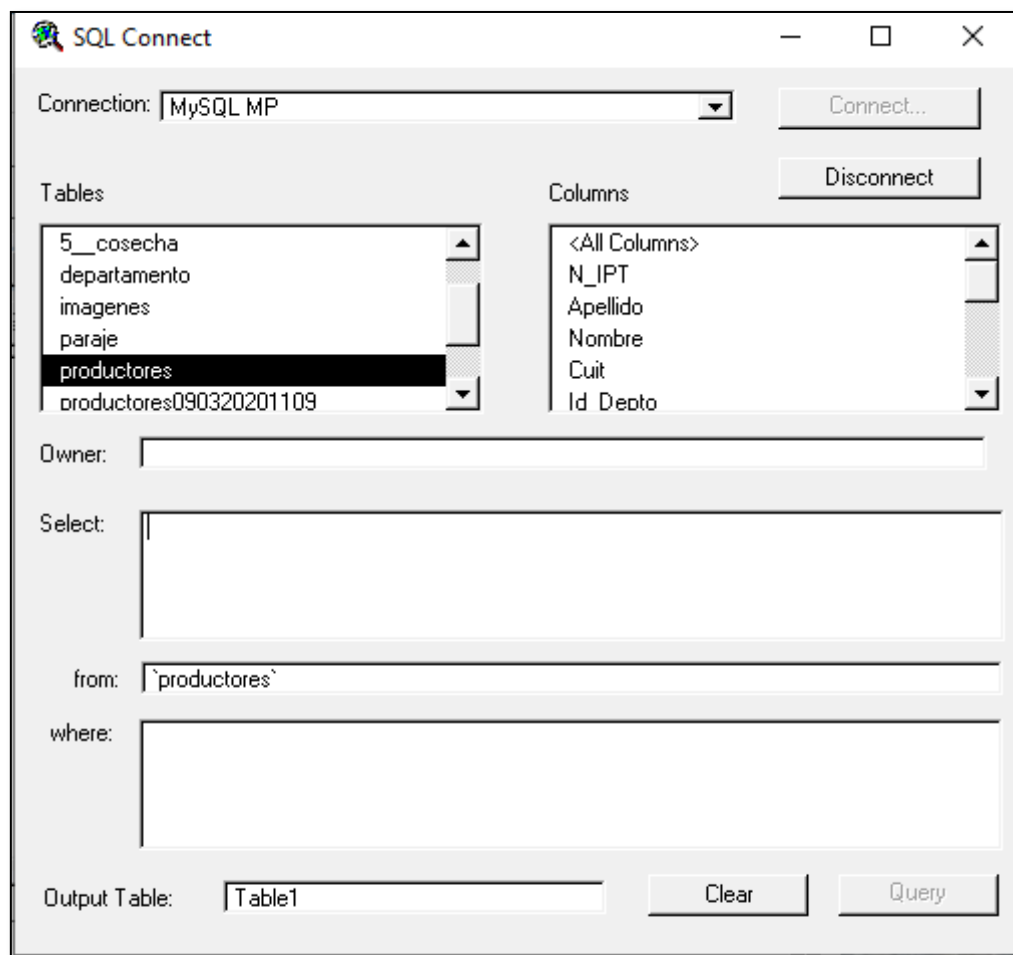 SQL Connect
Connection: MySQL MP
Connect...
Disconnect
Tables
Columns
5__cosecha
departamento
imagenes
paraje
productores
productores090320201109
<All Columns>
N_IPT
Apellido
Nombre
Cuit
Id_Depto
Owner:
Select:
from: `productores`
where:
Output Table: Table1
Clear
Query